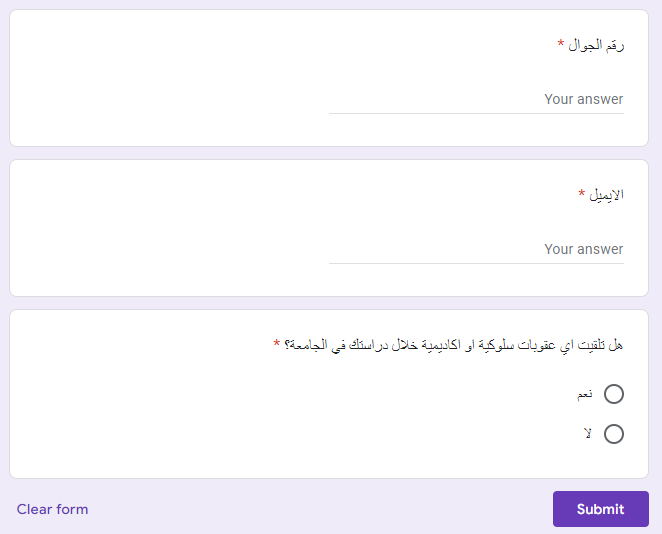 رقم الجوال *
Your answer
الايميل *
Your answer
هل تلقيت اي عقوبات سلوكية او اكاديمية خلال دراستك في الجامعة؟ *
نعم
لا
Clear form
Submit